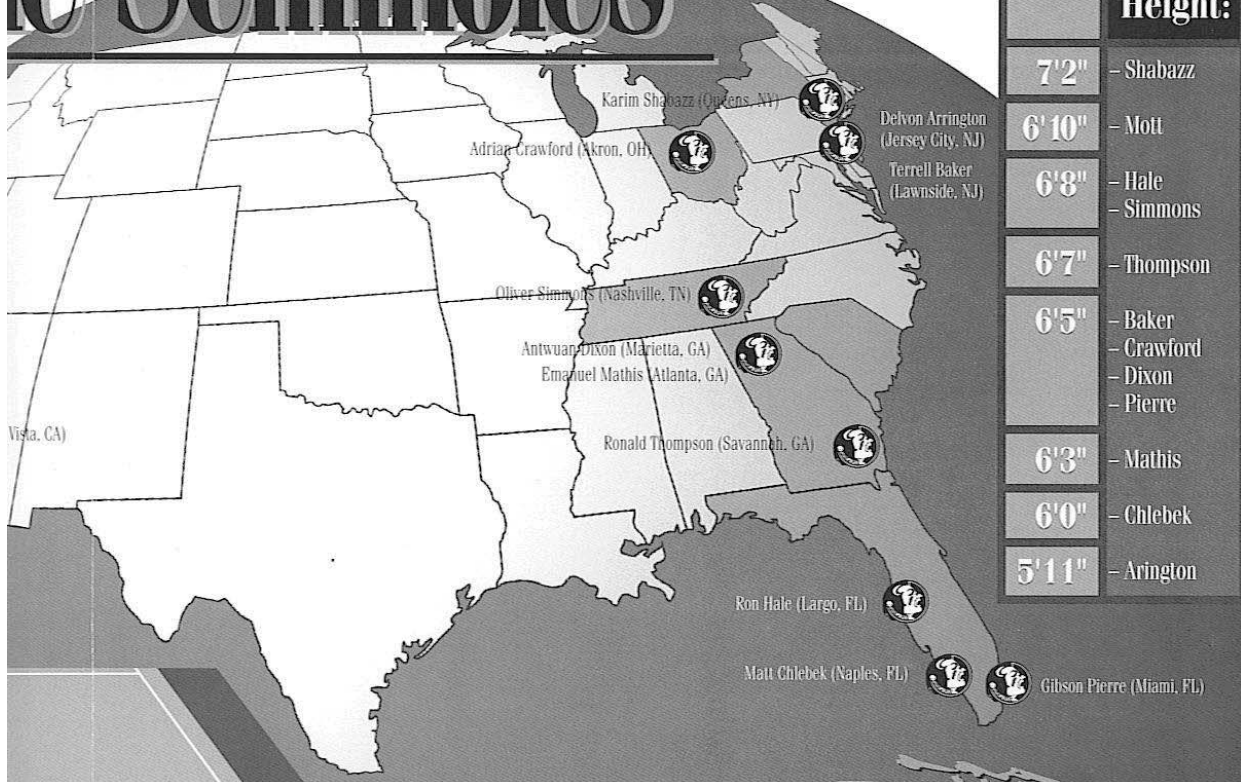 Seminoles
Karim Shabazz (Queens, NY)
Delvon Arrington
(Jersey City, NJ)
Adrian Crawford (Akron, OH)
Terrell Baker
(Lawnside, NJ)
Oliver Simmons (Nashville, TN)
Antwuan Dixon (Marietta, GA)
Emanuel Mathis (Atlanta, GA)
Vista, CA)
Ronald Thompson (Savannah, GA)
Ron Hale (Largo, FL)
Matt Chlebek (Naples, FL)
Gibson Pierre (Miami, FL)
Height:
7'2" – Shabazz
6'10" – Mott
6'8" – Hale
– Simmons
6'7" – Thompson
6'5" – Baker
– Crawford
– Dixon
– Pierre
6'3" – Mathis
6'0" – Chlebek
5'11" – Arington